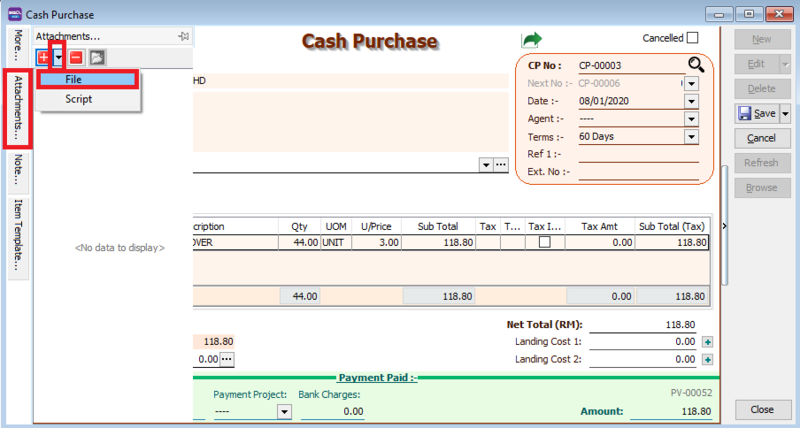 Cash Purchase
More...
Attachments...
Note...
Item Template...
Attachments...
File
Script
<No data to display>
Cash Purchase
Cancelled
HD
CP No : CP-00003
Next No :- CP-00006
Date :- 08/01/2020
Agent :- ----
Terms :- 60 Days
Ref 1 :-
Ext. No :-
New
Edit
Delete
Save
Cancel
Refresh
Browse
cription Qty UOM U/Price Sub Total Tax T... Tax I... Tax Amt Sub Total (Tax)
OVER 44.00 UNIT 3.00 118.80 0.00 118.80
44.00 118.80 0.00 118.80
Net Total (RM): 118.80
118.80 Landing Cost 1: 0.00
0.00 Landing Cost 2: 0.00
Payment Paid :-
Payment Project: Bank Charges: PV-00052
---- 0.00 Amount: 118.80
Close